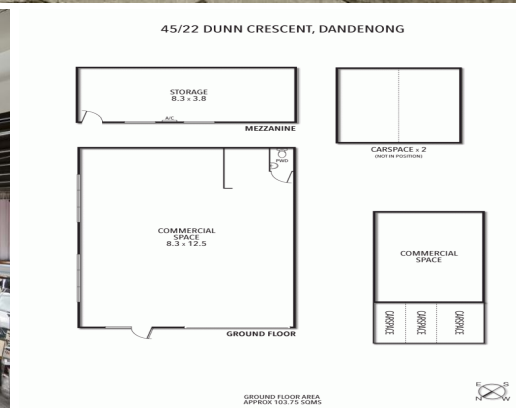 45/22 DUNN CRESCENT, DANDENONG
STORAGE
8.3 x 3.8
A/C
MEZZANINE
CARSPACE x 2
(NOT IN POSITION)
PWD
COMMERCIAL
SPACE
8.3 x 12.5
GROUND FLOOR
COMMERCIAL
SPACE
CARSPACE
CARSPACE
CARSPACE
GROUND FLOOR AREA
APPROX 103.75 SQMS
E S
N W